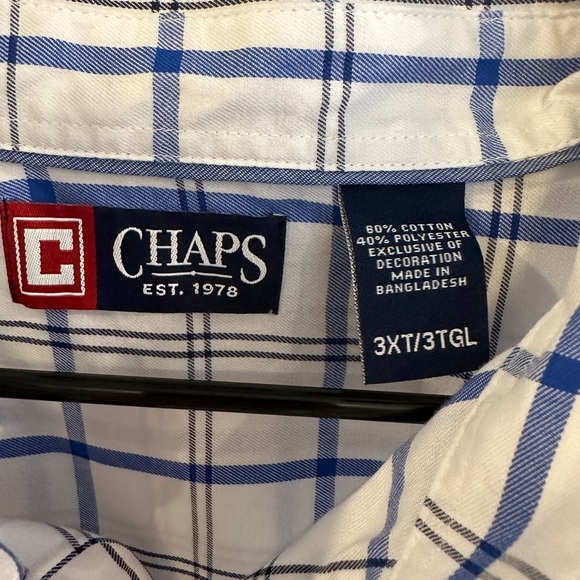 C
CHAPS
EST. 1978
60% COTTON
40% POLYESTER
EXCLUSIVE OF
DECORATION
MADE IN
BANGLADESH
3XT/3TGL